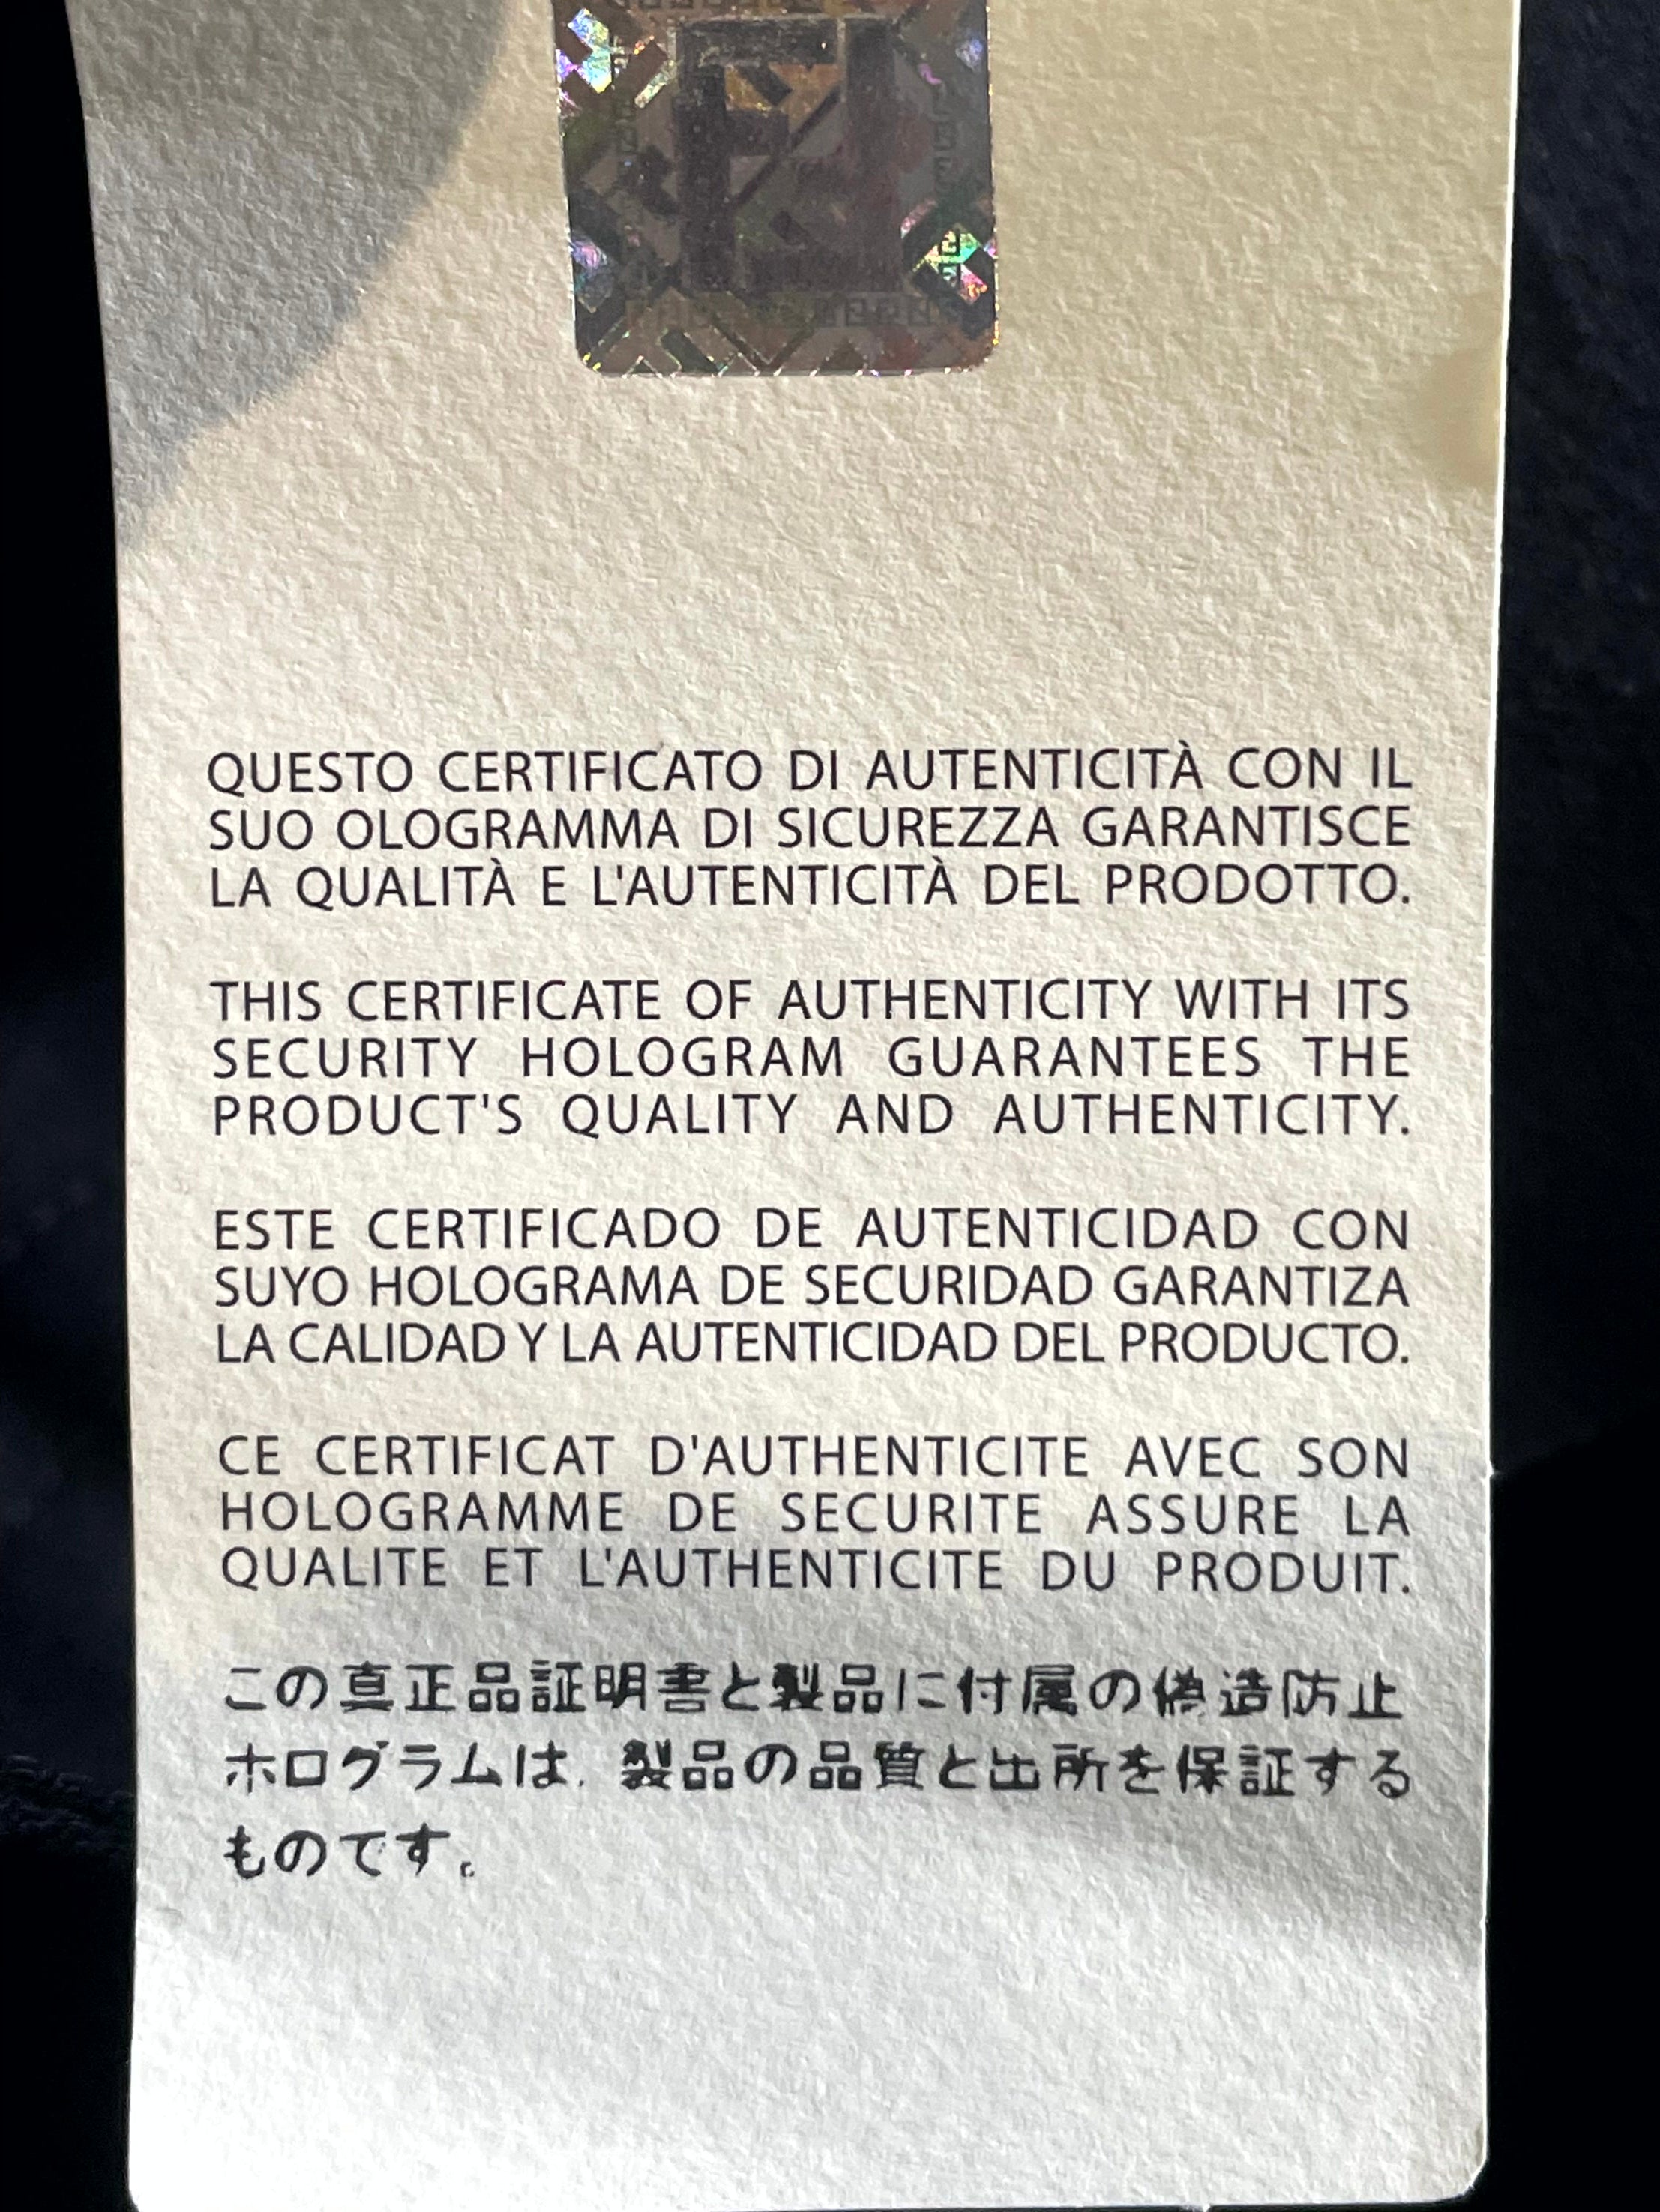 QUESTO CERTIFICATO DI AUTENTICITÀ CON IL
SUO OLOGRAMMA DI SICUREZZA GARANTISCE
LA QUALITÀ E L'AUTENTICITÀ DEL PRODOTTO.
THIS CERTIFICATE OF AUTHENTICITY WITH ITS
SECURITY HOLOGRAM GUARANTEES THE
PRODUCT'S QUALITY AND AUTHENTICITY.
ESTE CERTIFICADO DE AUTENTICIDAD CON
SUYO HOLOGRAMA DE SECURIDAD GARANTIZA
LA CALIDAD Y LA AUTENTICIDAD DEL PRODUCTO.
CE CERTIFICAT D'AUTHENTICITE AVEC SON
HOLOGRAMME DE SECURITE ASSURE LA
QUALITE ET L'AUTHENTICITE DU PRODUIT.
この真正品証明書と製品に付属の偽造防止
ホログラムは、製品の品質と出所を保証する
ものです。